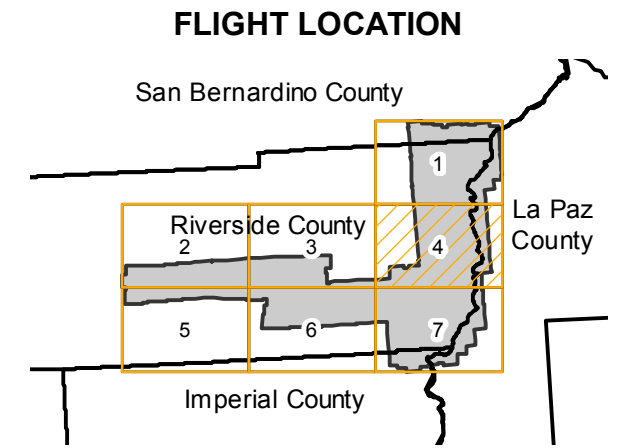 FLIGHT LOCATION
San Bernardino County
1
La Paz
County
Riverside County
2
3
4
5
6
7
Imperial County